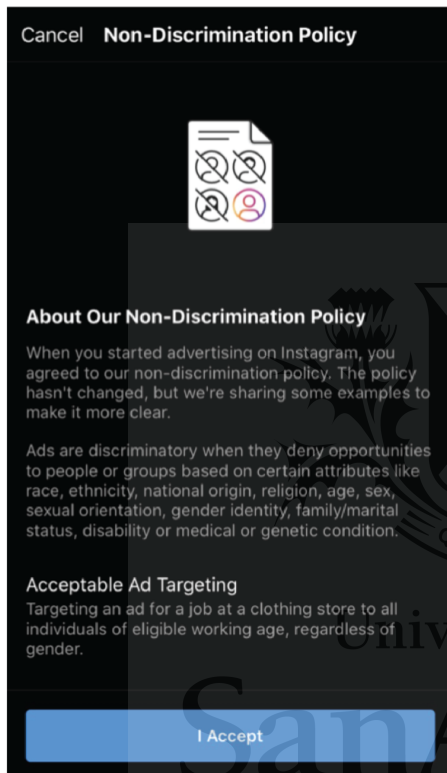 Cancel Non-Discrimination Policy
About Our Non-Discrimination Policy
When you started advertising on Instagram, you
agreed to our non-discrimination policy. The policy
hasn't changed, but we're sharing some examples to
make it more clear.
Ads are discriminatory when they deny opportunities
to people or groups based on certain attributes like
race, ethnicity, national origin, religion, age, sex,
sexual orientation, gender identity, family/marital
status, disability or medical or genetic condition.
Acceptable Ad Targeting
Targeting an ad for a job at a clothing store to all
individuals of eligible working age, regardless of
gender.
Univ
SanA
I Accept